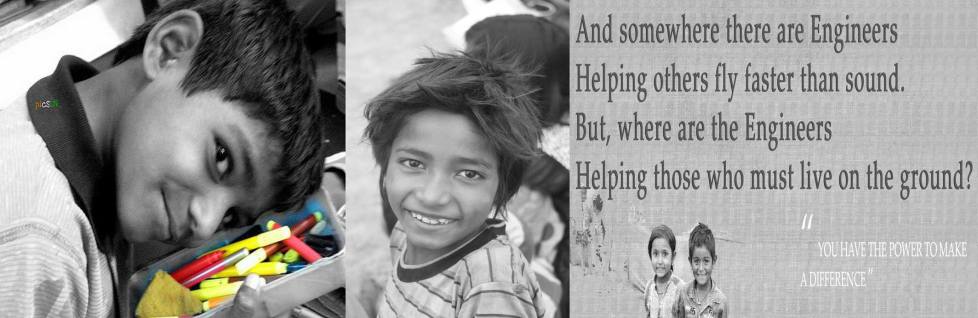 picSIN
And somewhere there are Engineers
Helping others fly faster than sound.
But, where are the Engineers
Helping those who must live on the ground?
“
YOU HAVE THE POWER TO MAKE
A DIFFERENCE”